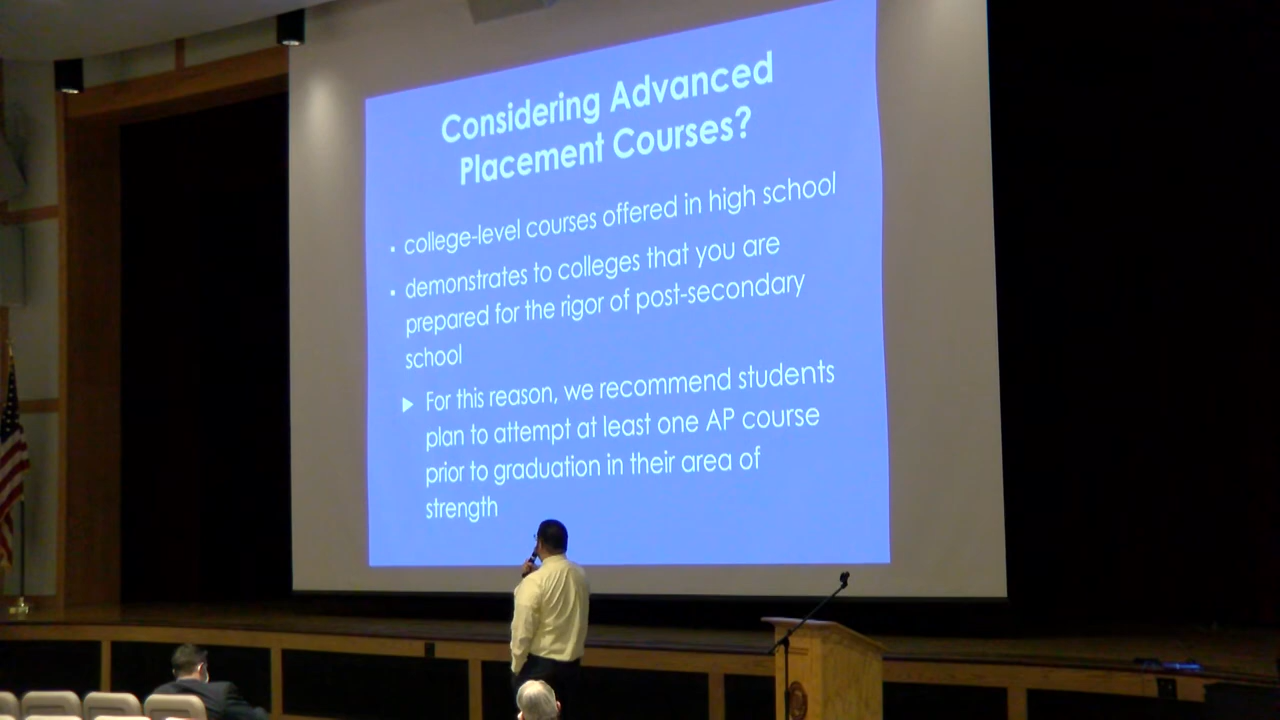 Considering Advanced
Placement Courses?
• college-level courses offered in high school
• demonstrates to colleges that you are
prepared for the rigor of post-secondary
school
▶ For this reason, we recommend students
plan to attempt at least one AP course
prior to graduation in their area of
strength